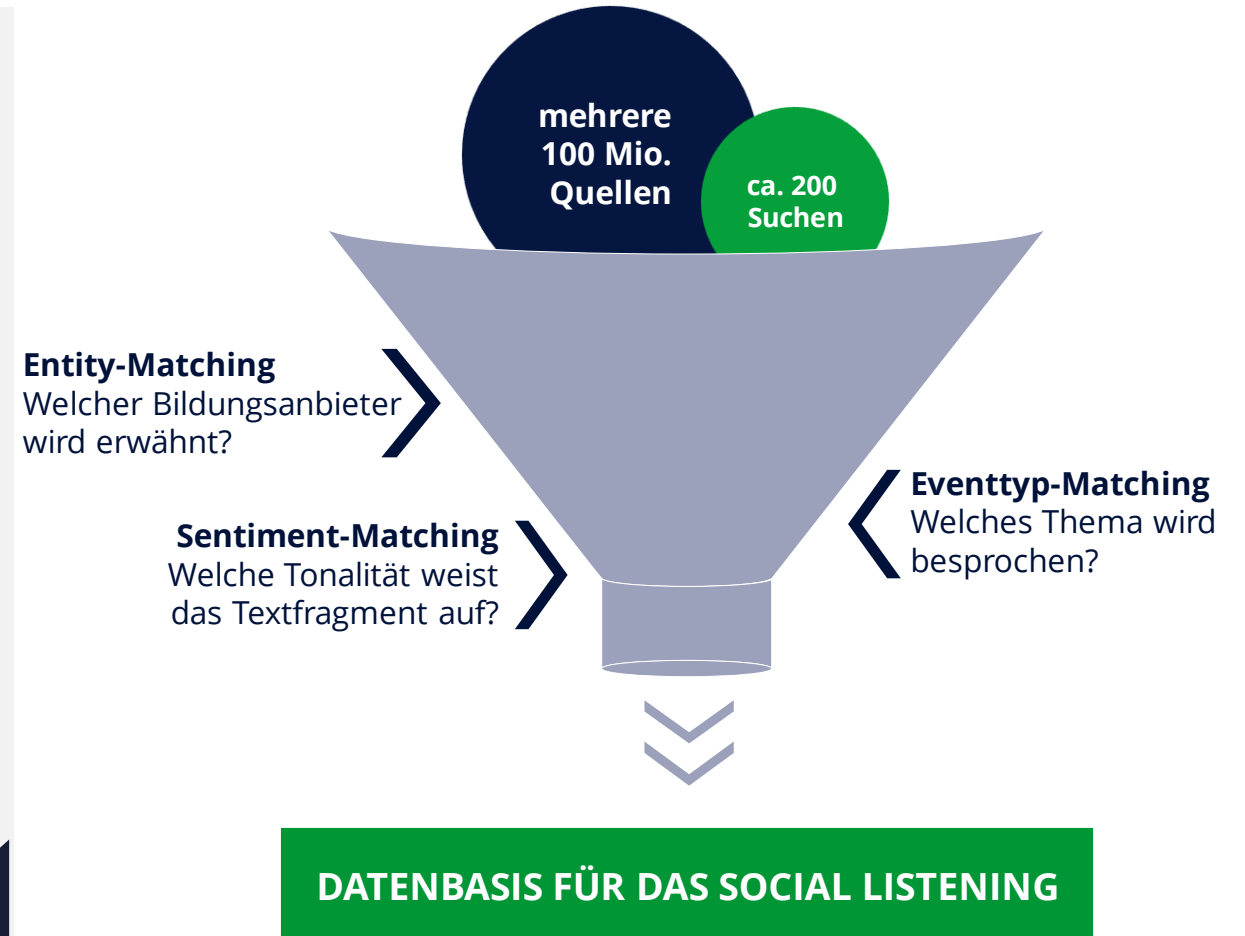 mehrere
100 Mio.
Quellen
ca. 200
Suchen
Entity-Matching
Welcher Bildungsanbieter
wird erwähnt?
Eventtyp-Matching
Welches Thema wird
besprochen?
Sentiment-Matching
Welche Tonalität weist
das Textfragment auf?
DATENBASIS FÜR DAS SOCIAL LISTENING